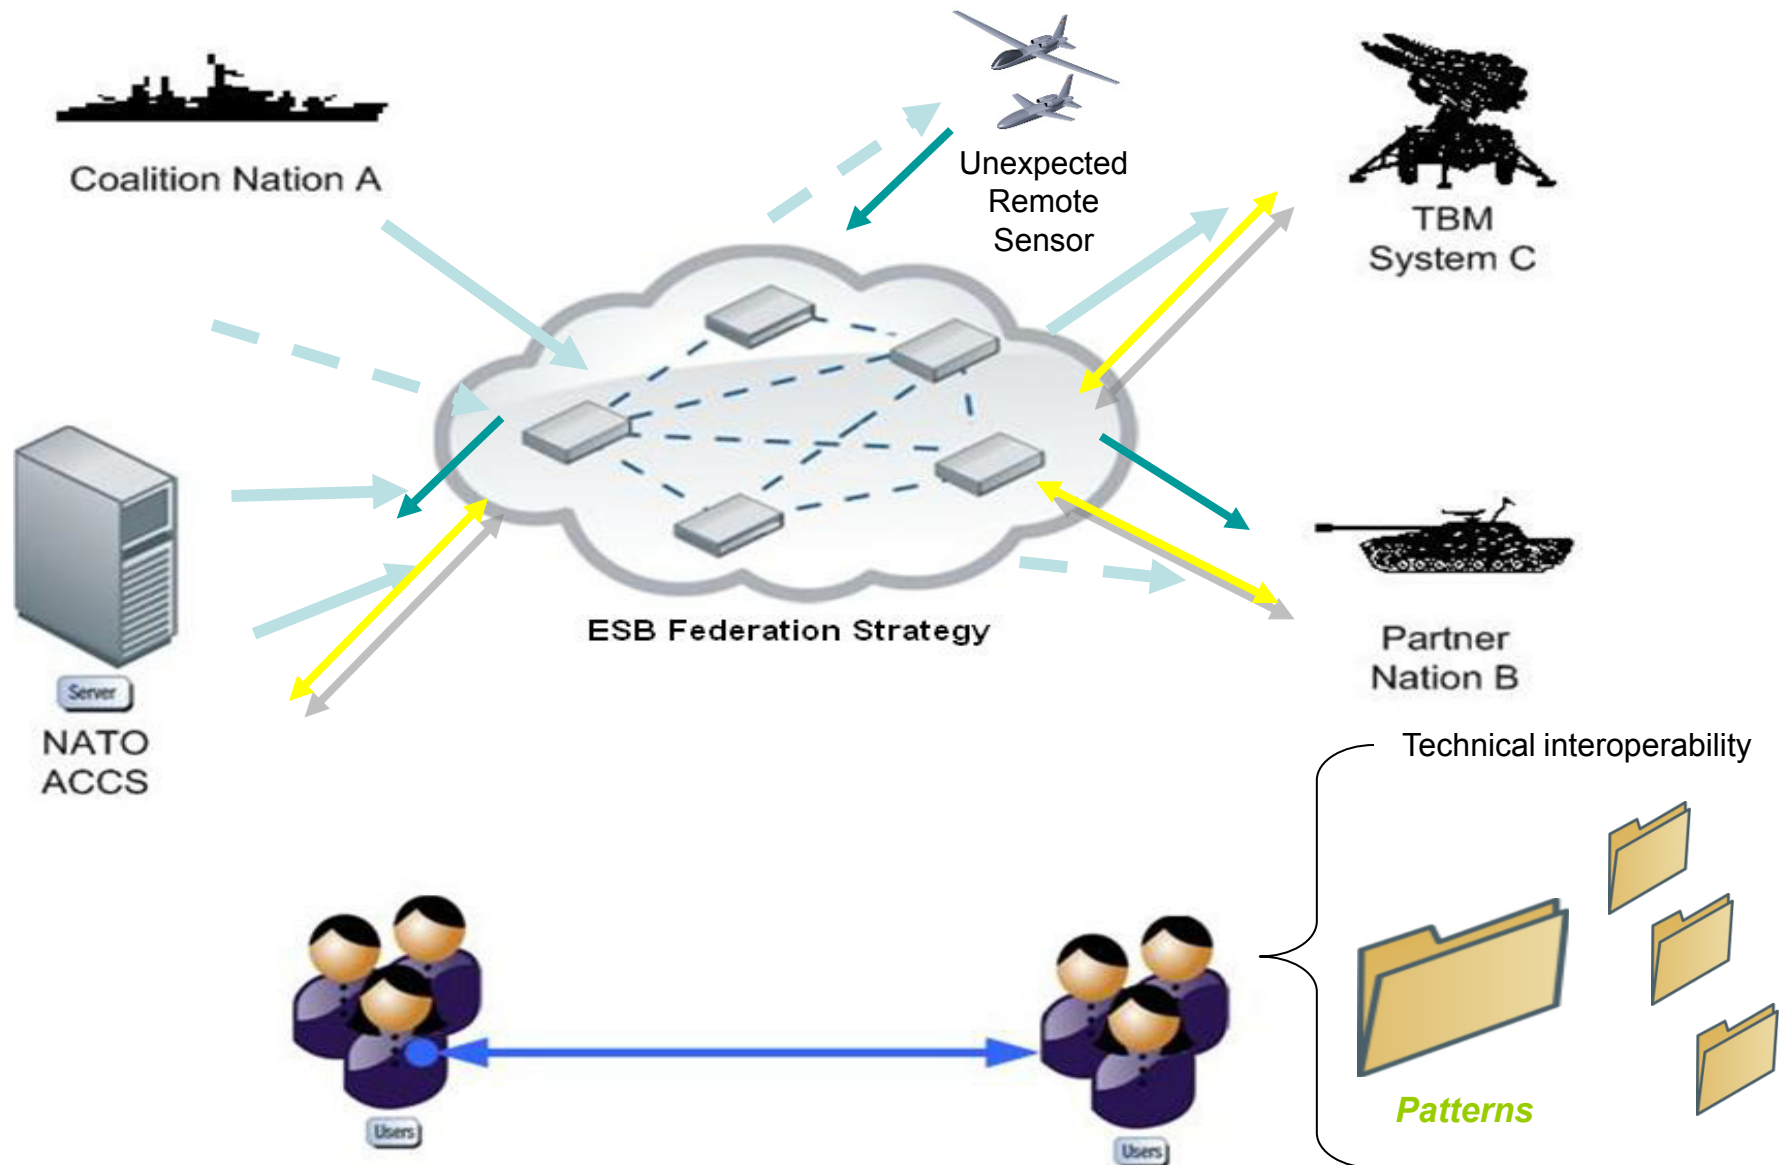 Coalition Nation A
Unexpected
Remote
Sensor
TBM
System C
ESB Federation Strategy
Server
NATO
ACCS
Partner
Nation B
Technical interoperability
Patterns
Users
Users